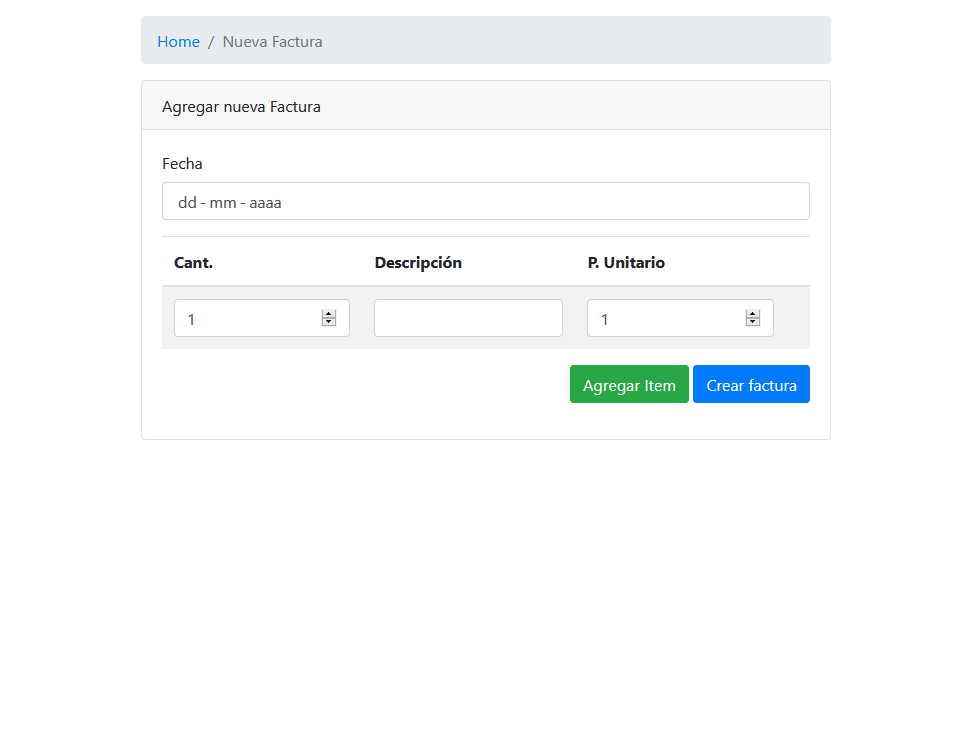 Home / Nueva Factura
Agregar nueva Factura
Fecha
dd - mm - aaaa
Cant. Descripción P. Unitario
1 1
Agregar Item Crear factura